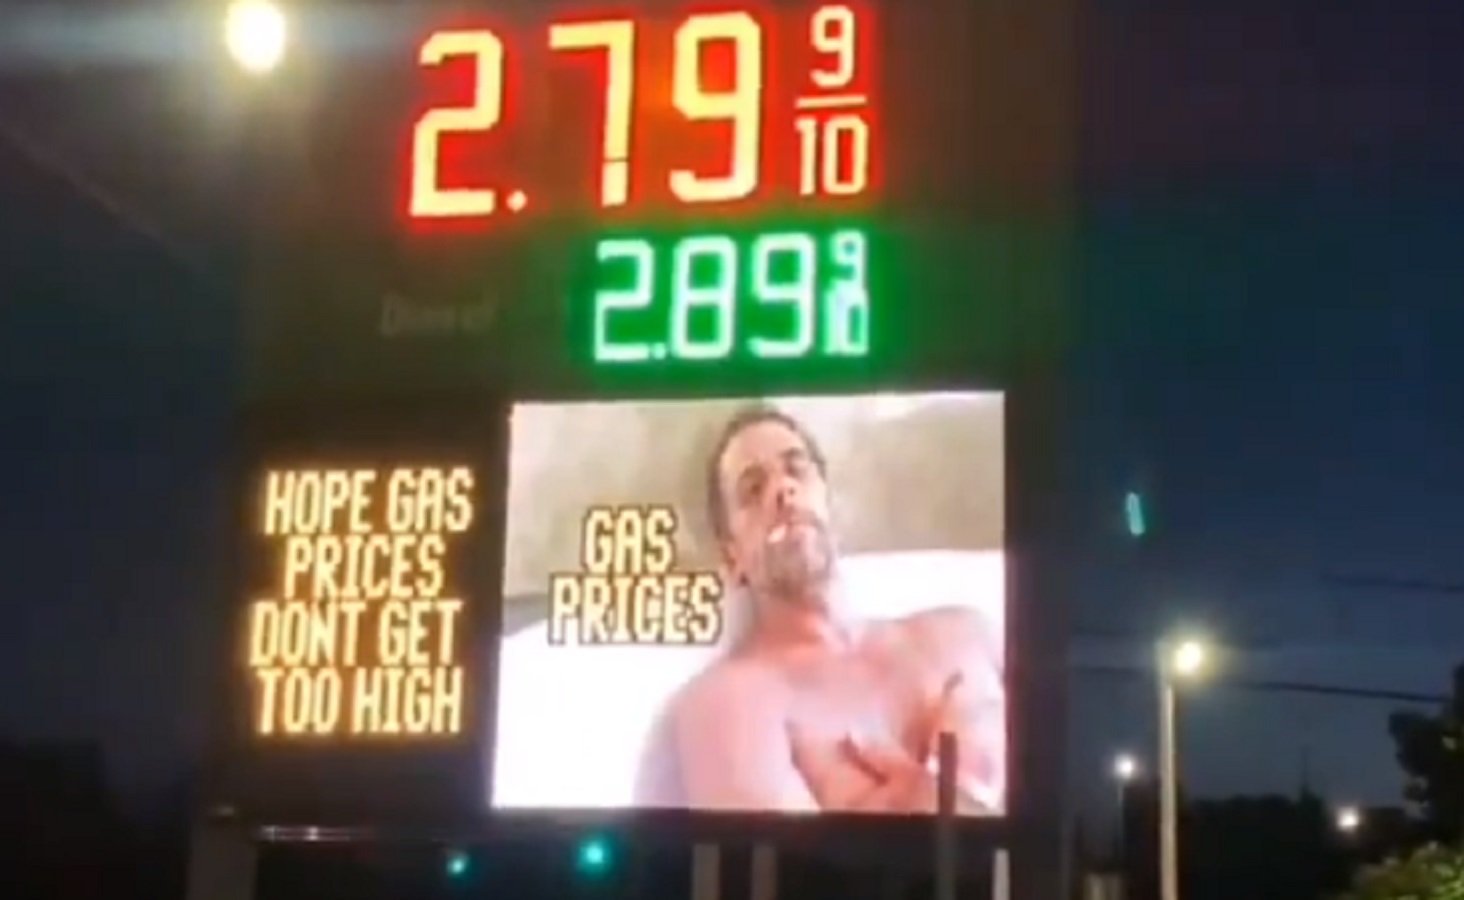 2.79 9/10
2.89 9/10
HOPE GAS
PRICES
DONT GET
TOO HIGH
GAS
PRICES